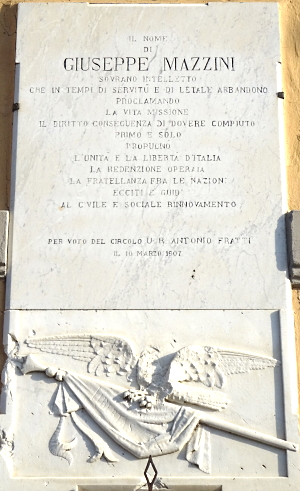 IL NOME
DI
GIUSEPPE MAZZINI
SOVRANO INTELLETTO
CHE IN TEMPI DI SERVITÙ E DI LETALE ABBANDONO
PROCLAMANDO
LA VITA MISSIONE
IL DIRITTO CONSEGUENZA DI DOVERE COMPIUTO
PRIMO E SOLO
PROPUGNÒ
L'UNITÀ E LA LIBERTÀ D'ITALIA
LA REDENZIONE OPERAIA
LA FRATELLANZA FRA LE NAZIONI
ECCITI E GUIDI
AL CIVILE E SOCIALE RINNOVAMENTO
PER VOTO DEL CIRCOLO U.R. ANTONIO FRATTI
IL 10 MARZO 1907